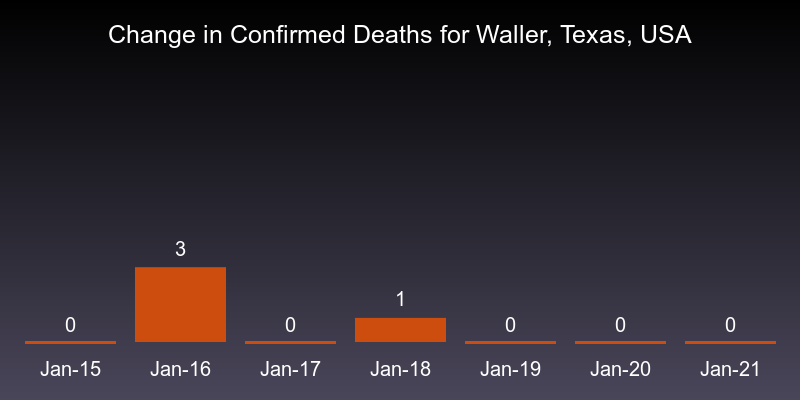 Change in Confirmed Deaths for Waller, Texas, USA
3
1
0 0 0 0 0
Jan-15 Jan-16 Jan-17 Jan-18 Jan-19 Jan-20 Jan-21